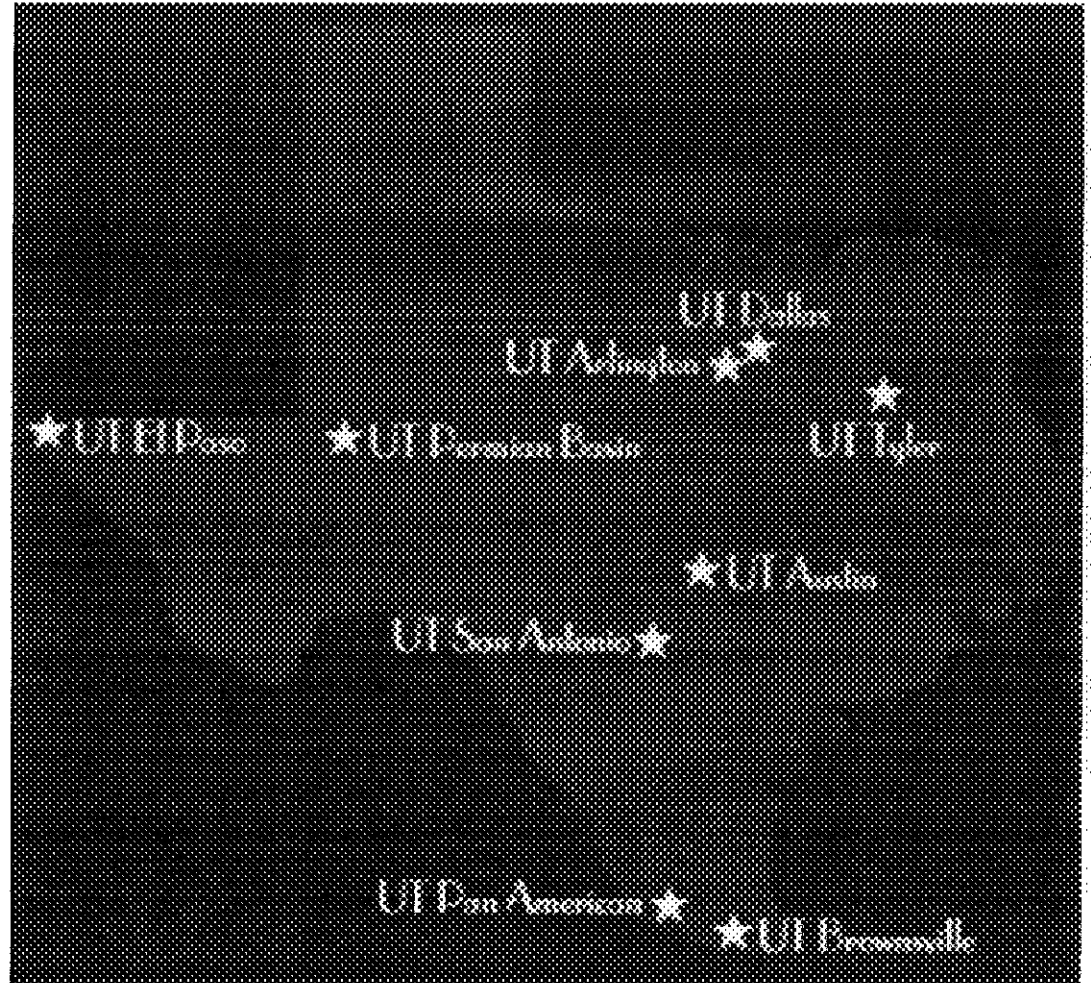 UT Dallas
UT Arlington
UT El Paso
UT Permian Basin
UT Tyler
UT Austin
UT San Antonio
UT Pan American
UT Brownsville